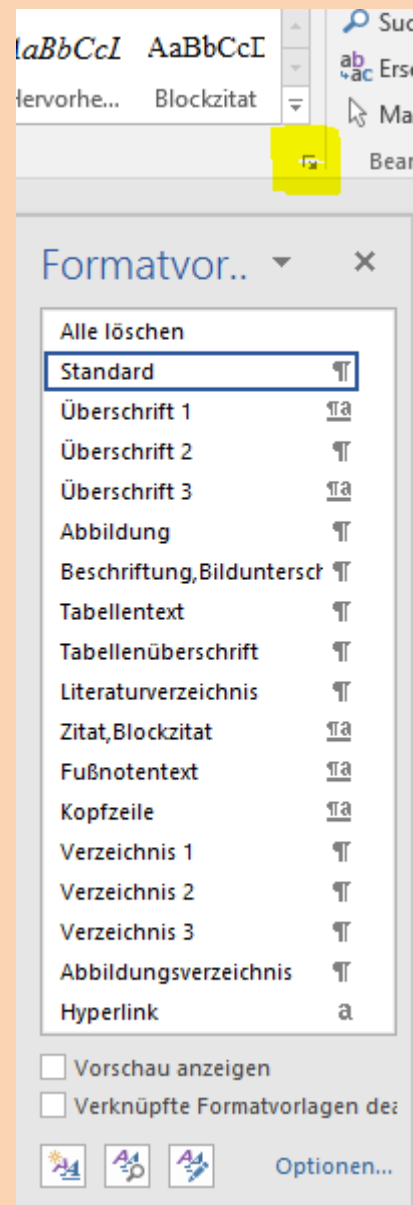 AaBbCcI AaBbCcD
Hervorhe... Blockzitat
Suc
Erse
Ma
Bear
Formatvor..
Alle löschen
Standard ¶
Überschrift 1 ¶a
Überschrift 2 ¶
Überschrift 3 ¶a
Abbildung ¶
Beschriftung,Bilduntersch ¶
Tabellentext ¶
Tabellenüberschrift ¶
Literaturverzeichnis ¶
Zitat,Blockzitat ¶a
Fußnotentext ¶a
Kopfzeile ¶a
Verzeichnis 1 ¶
Verzeichnis 2 ¶
Verzeichnis 3 ¶
Abbildungsverzeichnis ¶
Hyperlink a
Vorschau anzeigen
Verknüpfte Formatvorlagen dea
Optionen...